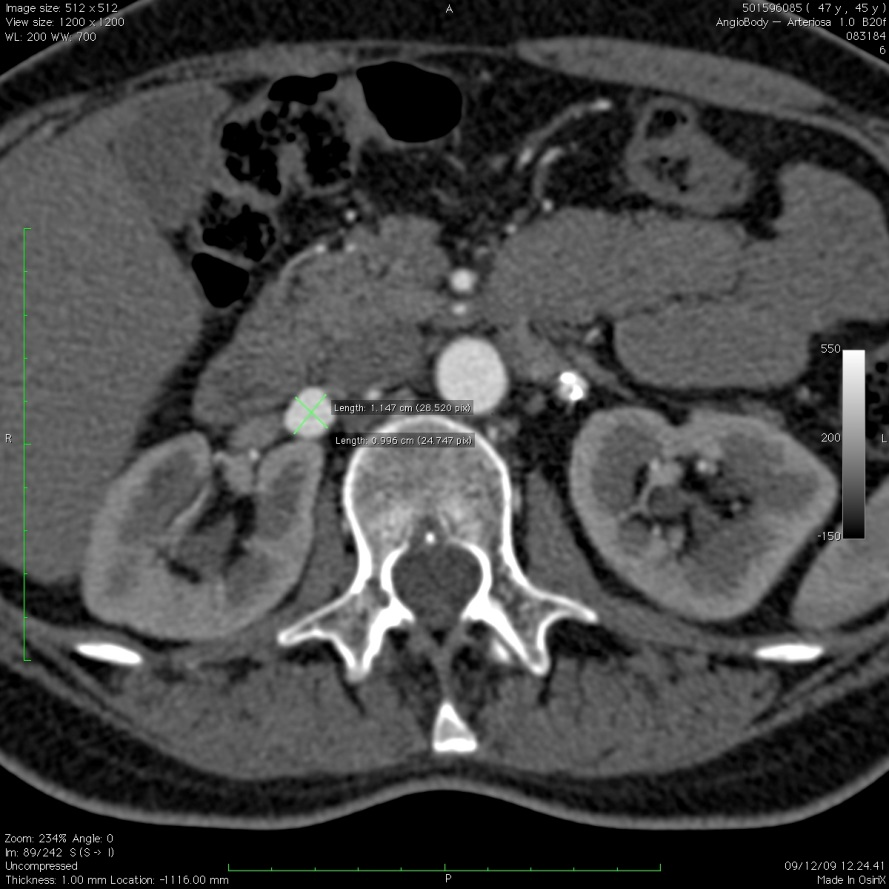 Image size: 512 x 512
View size: 1200 x 1200
WL: 200 WW: 700
A
501596085 ( 47 y , 45 y )
AngioBody — Arteriosa 1.0 B20f
083184
6
550
Length: 1.147 cm (28.520 pix)
R
200
L
Length: 0.996 cm (24.747 pix)
-150
Zoom: 234% Angle: 0
Im: 89/242 S (S -> I)
Uncompressed
Thickness: 1.00 mm Location: -1116.00 mm
P
09/12/09 12.24.41
Made In OsiriX